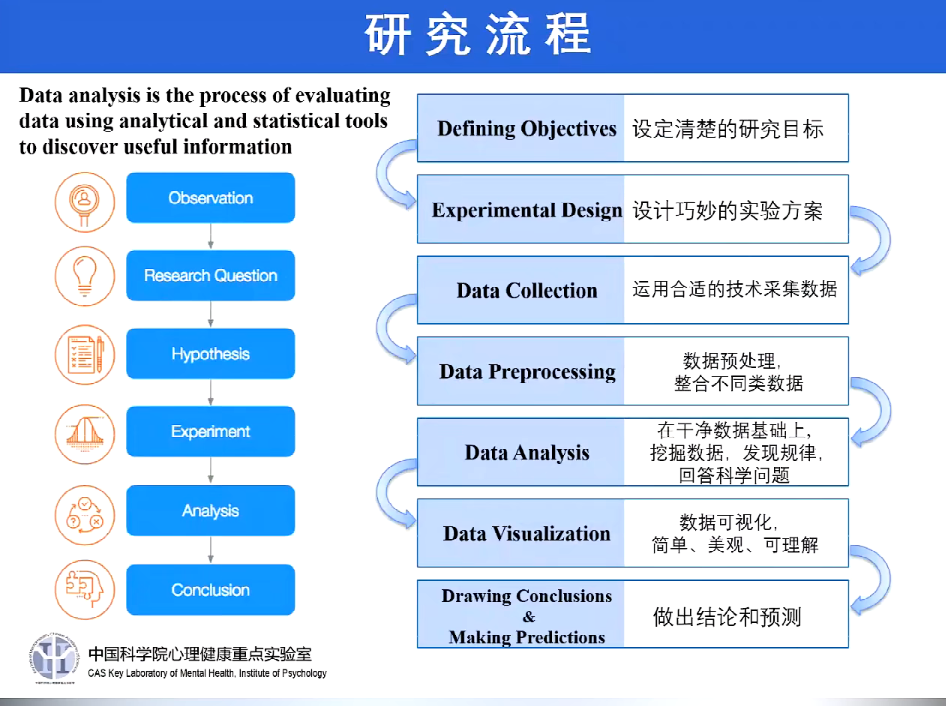 研究流程
Data analysis is the process of evaluating
data using analytical and statistical tools
to discover useful information
Observation
Research Question
Hypothesis
Experiment
Analysis
Conclusion
Defining Objectives 设定清楚的研究目标
Experimental Design 设计巧妙的实验方案
Data Collection 运用合适的技术采集数据
Data Preprocessing
数据预处理，
整合不同类数据
Data Analysis
在干净数据基础上，
挖掘数据，发现规律，
回答科学问题
Data Visualization
数据可视化，
简单、美观、可理解
Drawing Conclusions
&
Making Predictions
做出结论和预测
中国科学院心理健康重点实验室
CAS Key Laboratory of Mental Health, Institute of Psychology